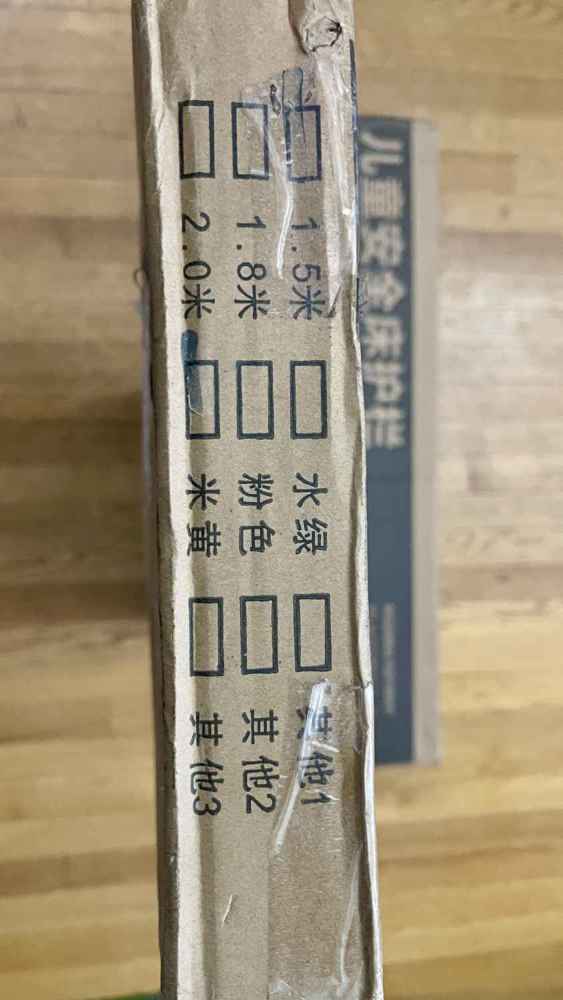 □ 1.5米 □ 水绿 □ 其他1
□ 1.8米 □ 粉色 □ 其他2
□ 2.0米 □ 米黄 □ 其他3
儿童安全床护栏